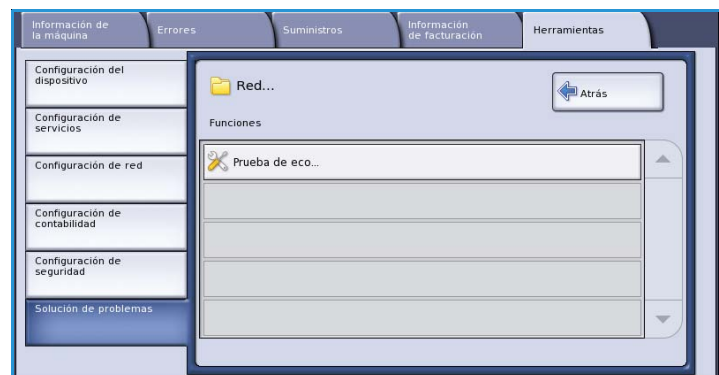 Información de
la máquina
Errores
Suministros
Información
de facturación
Herramientas
Configuración del
dispositivo
Configuración de
servicios
Configuración de red
Configuración de
contabilidad
Configuración de
seguridad
Solución de problemas
Red...
Atrás
Funciones
Prueba de eco...